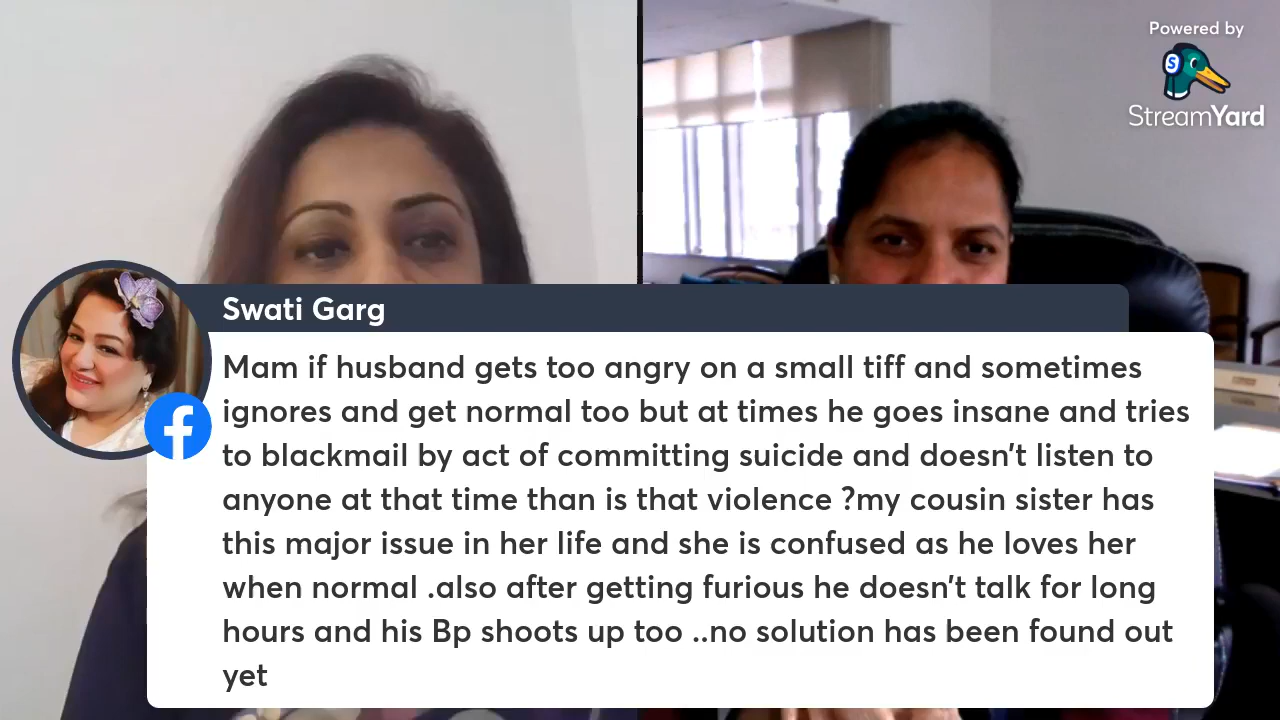 Powered by
S
StreamYard
Swati Garg
Mam if husband gets too angry on a small tiff and sometimes
ignores and get normal too but at times he goes insane and tries
to blackmail by act of committing suicide and doesn't listen to
anyone at that time than is that violence ?my cousin sister has
this major issue in her life and she is confused as he loves her
when normal .also after getting furious he doesn't talk for long
hours and his Bp shoots up too ..no solution has been found out
yet